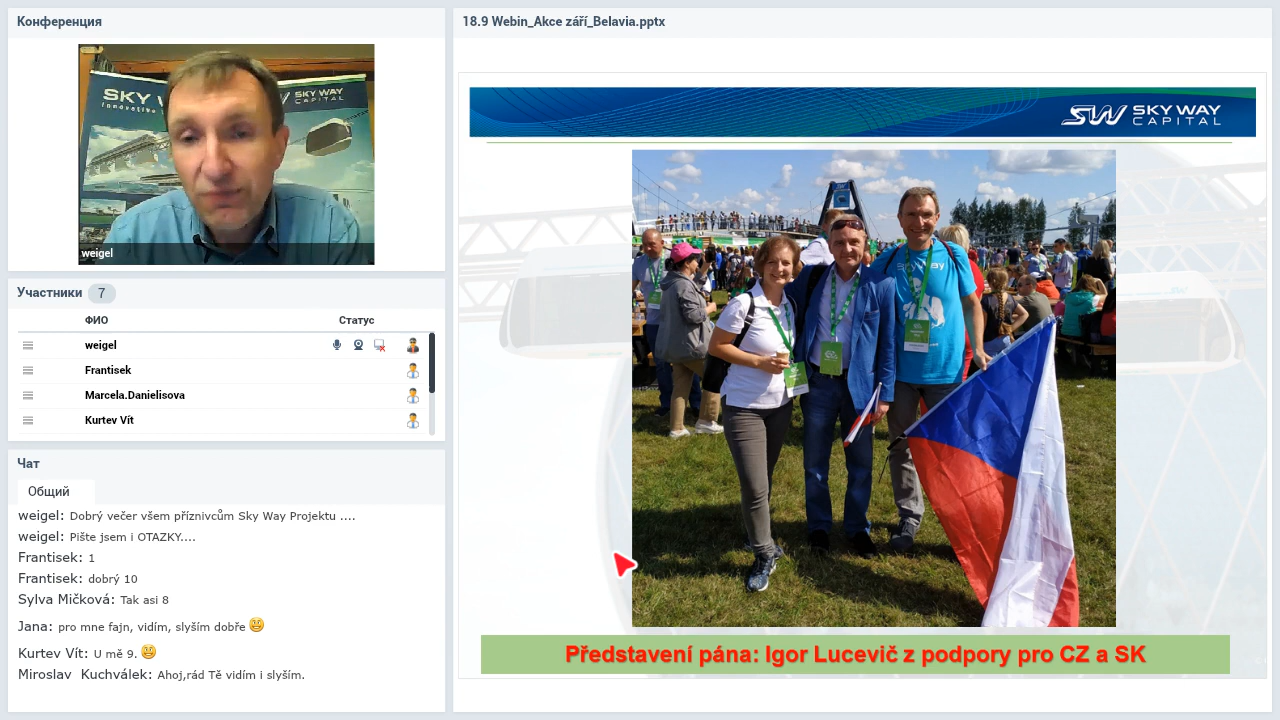 Конференция
SKY W
Innovative
SKY WAY
CAPITAL
weigel
Участники 7
ФИО Статус
weigel
Frantisek
Marcela.Danielisova
Kurtev Vít
Чат
Общий
weigel: Dobrý večer všem příznivcům Sky Way Projektu ....
weigel: Pište jsem i OTAZKY....
Frantisek: 1
Frantisek: dobrý 10
Sylva Mičková: Tak asi 8
Jana: pro mne fajn, vidím, slyším dobře
Kurtev Vít: U mě 9.
Miroslav Kuchválek: Ahoj,rád Tě vidím i slyším.
18.9 Webin_Akce září_Belavia.pptx
SW SKY WAY
CAPITAL
SW
sky way
Představení pána: Igor Lucevič z podpory pro CZ a SK